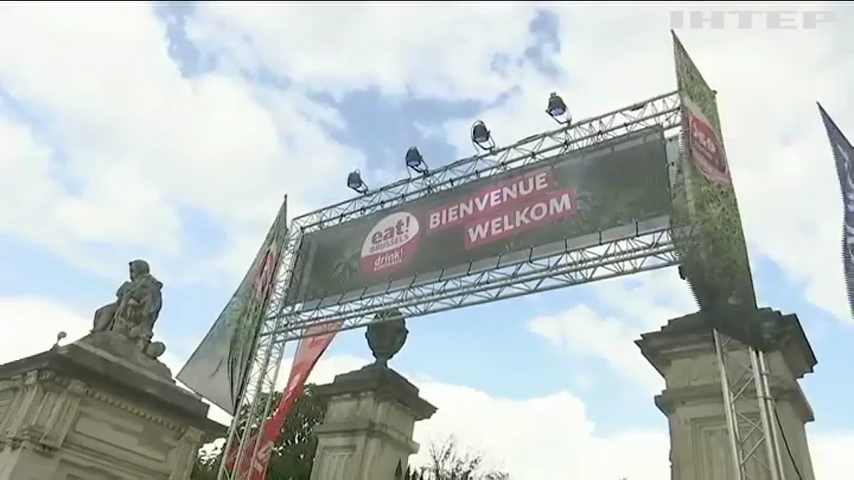 ІНТЕР
BIENVENUE
WELKOM
eat!
BRUSSELS
drink!